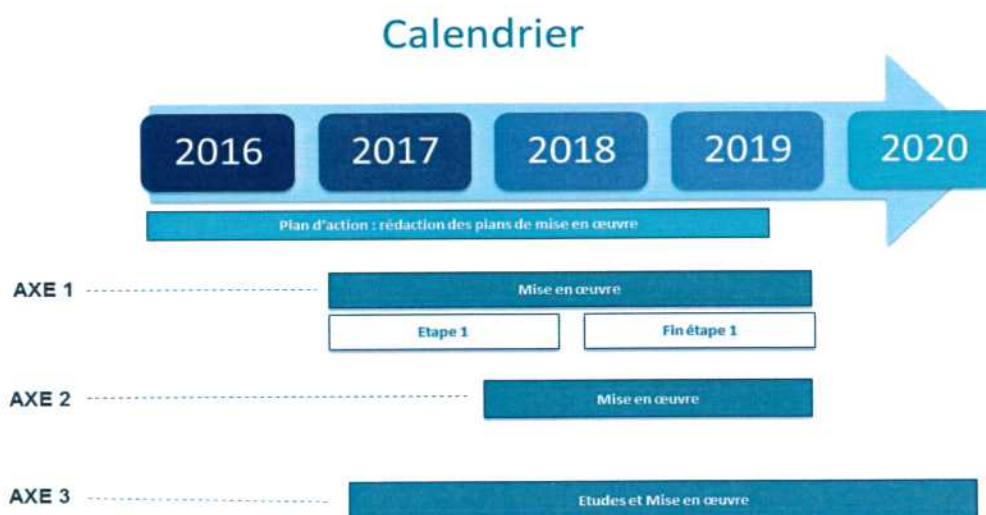 Calendrier
2016 2017 2018 2019 2020
Plan d'action : rédaction des plans de mise en œuvre
AXE 1 Mise en œuvre
Etape 1 Fin étape 1
AXE 2 Mise en œuvre
AXE 3 Etudes et Mise en œuvre